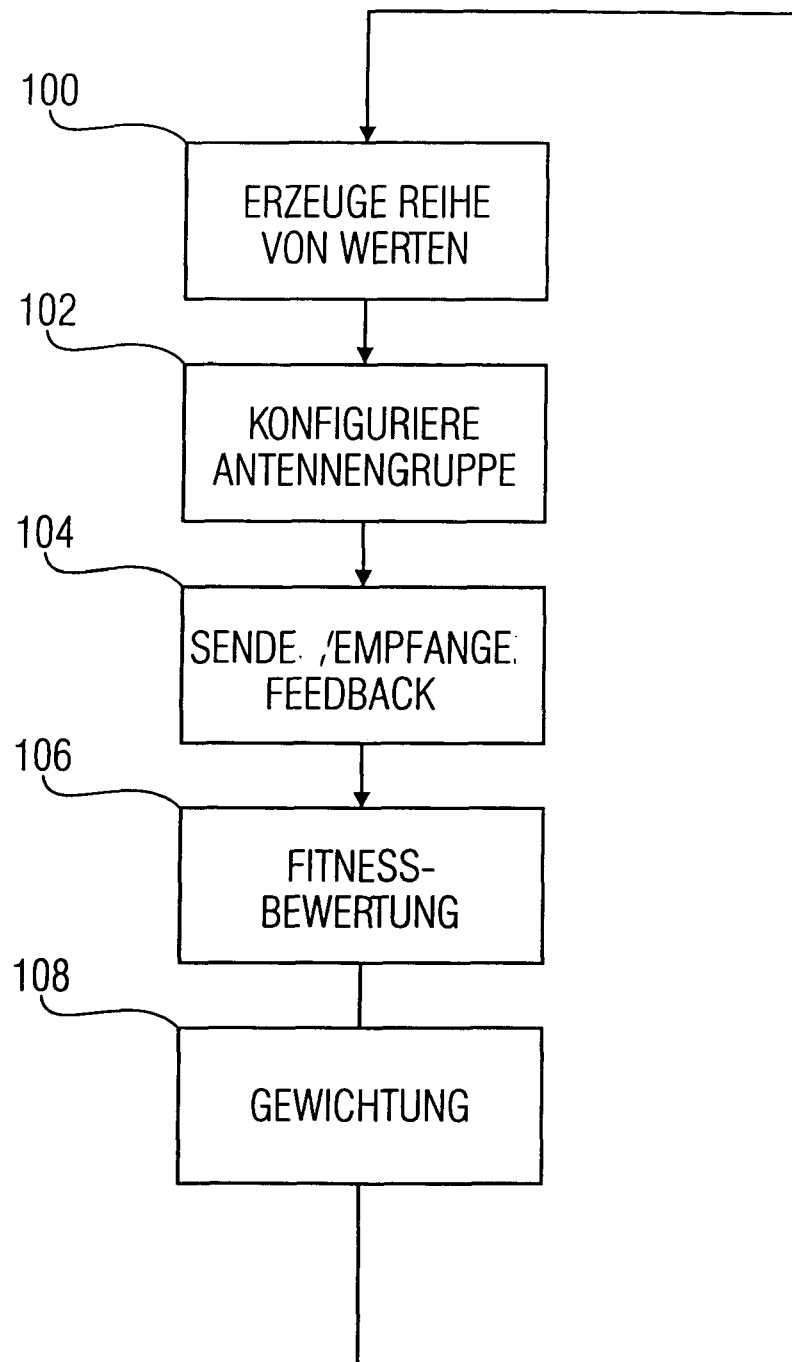 100
ERZEUGE REIHE
VON WERTEN
102
KONFIGURIERE
ANTENNENGRUPPE
104
SENDE /EMPFANGE
FEEDBACK
106
FITNESS-
BEWERTUNG
108
GEWICHTUNG